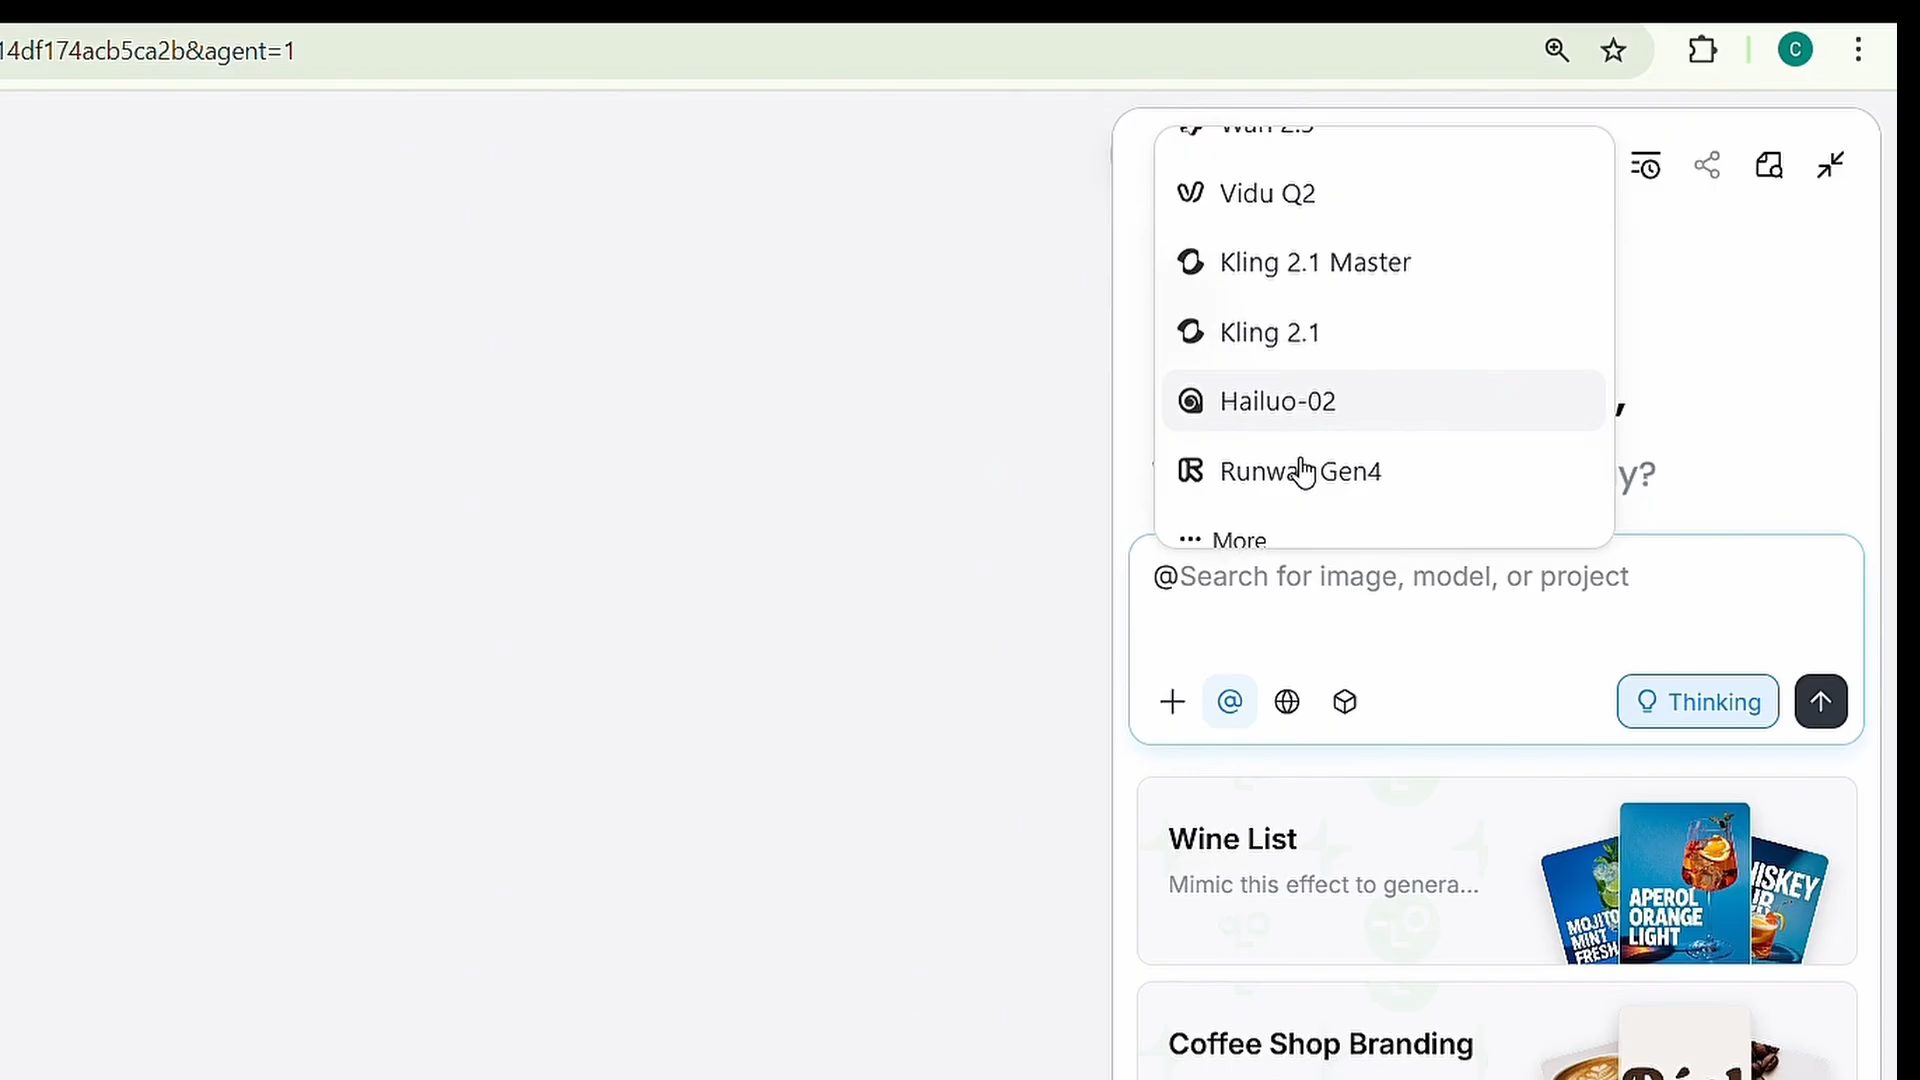 14df174acb5ca2b&agent=1
C
Vidu Q2
Kling 2.1 Master
Kling 2.1
Hailuo-02
,
Runway Gen4
y?
More
@Search for image, model, or project
@
Thinking
Wine List
Mimic this effect to genera...
MOJITO
MINT
FRESH
APEROL
ORANGE
LIGHT
Coffee Shop Branding